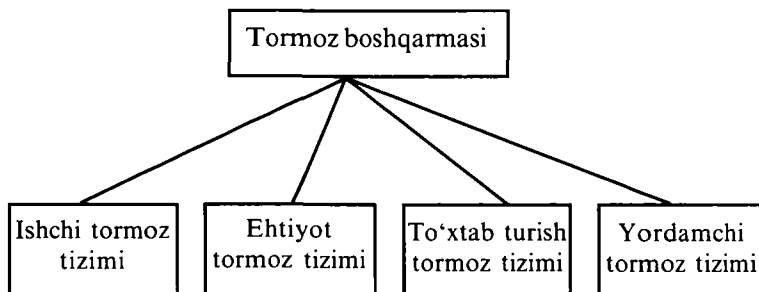 Tormoz boshqarmasi
Ishchi tormoz
tizimi
Ehtiyot
tormoz tizimi
To‘xtab turish
tormoz tizimi
Yordamchi
tormoz tizimi